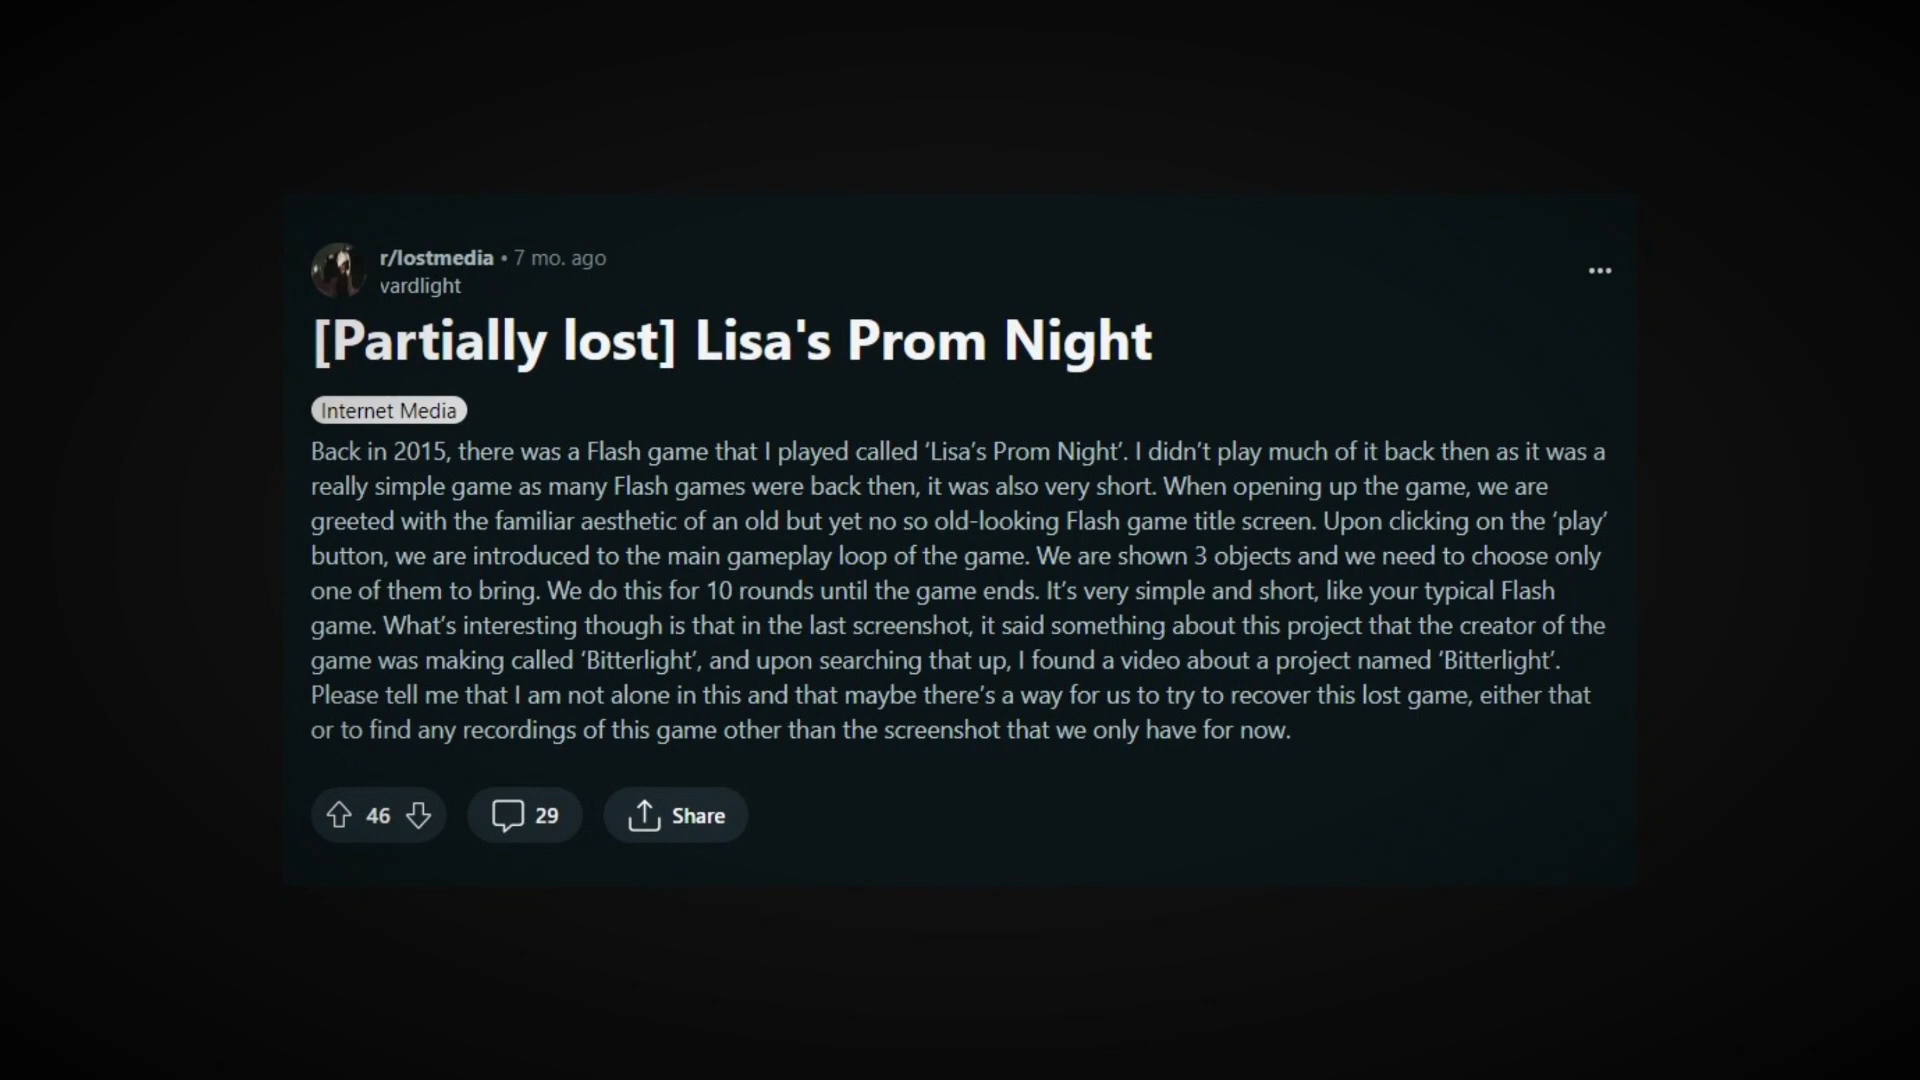 r/lostmedia • 7 mo. ago
vardlight
[Partially lost] Lisa's Prom Night
Internet Media
Back in 2015, there was a Flash game that I played called ‘Lisa’s Prom Night’. I didn’t play much of it back then as it was a
really simple game as many Flash games were back then, it was also very short. When opening up the game, we are
greeted with the familiar aesthetic of an old but yet no so old-looking Flash game title screen. Upon clicking on the ‘play’
button, we are introduced to the main gameplay loop of the game. We are shown 3 objects and we need to choose only
one of them to bring. We do this for 10 rounds until the game ends. It’s very simple and short, like your typical Flash
game. What’s interesting though is that in the last screenshot, it said something about this project that the creator of the
game was making called ‘Bitterlight’, and upon searching that up, I found a video about a project named ‘Bitterlight’.
Please tell me that I am not alone in this and that maybe there’s a way for us to try to recover this lost game, either that
or to find any recordings of this game other than the screenshot that we only have for now.
46
29
Share